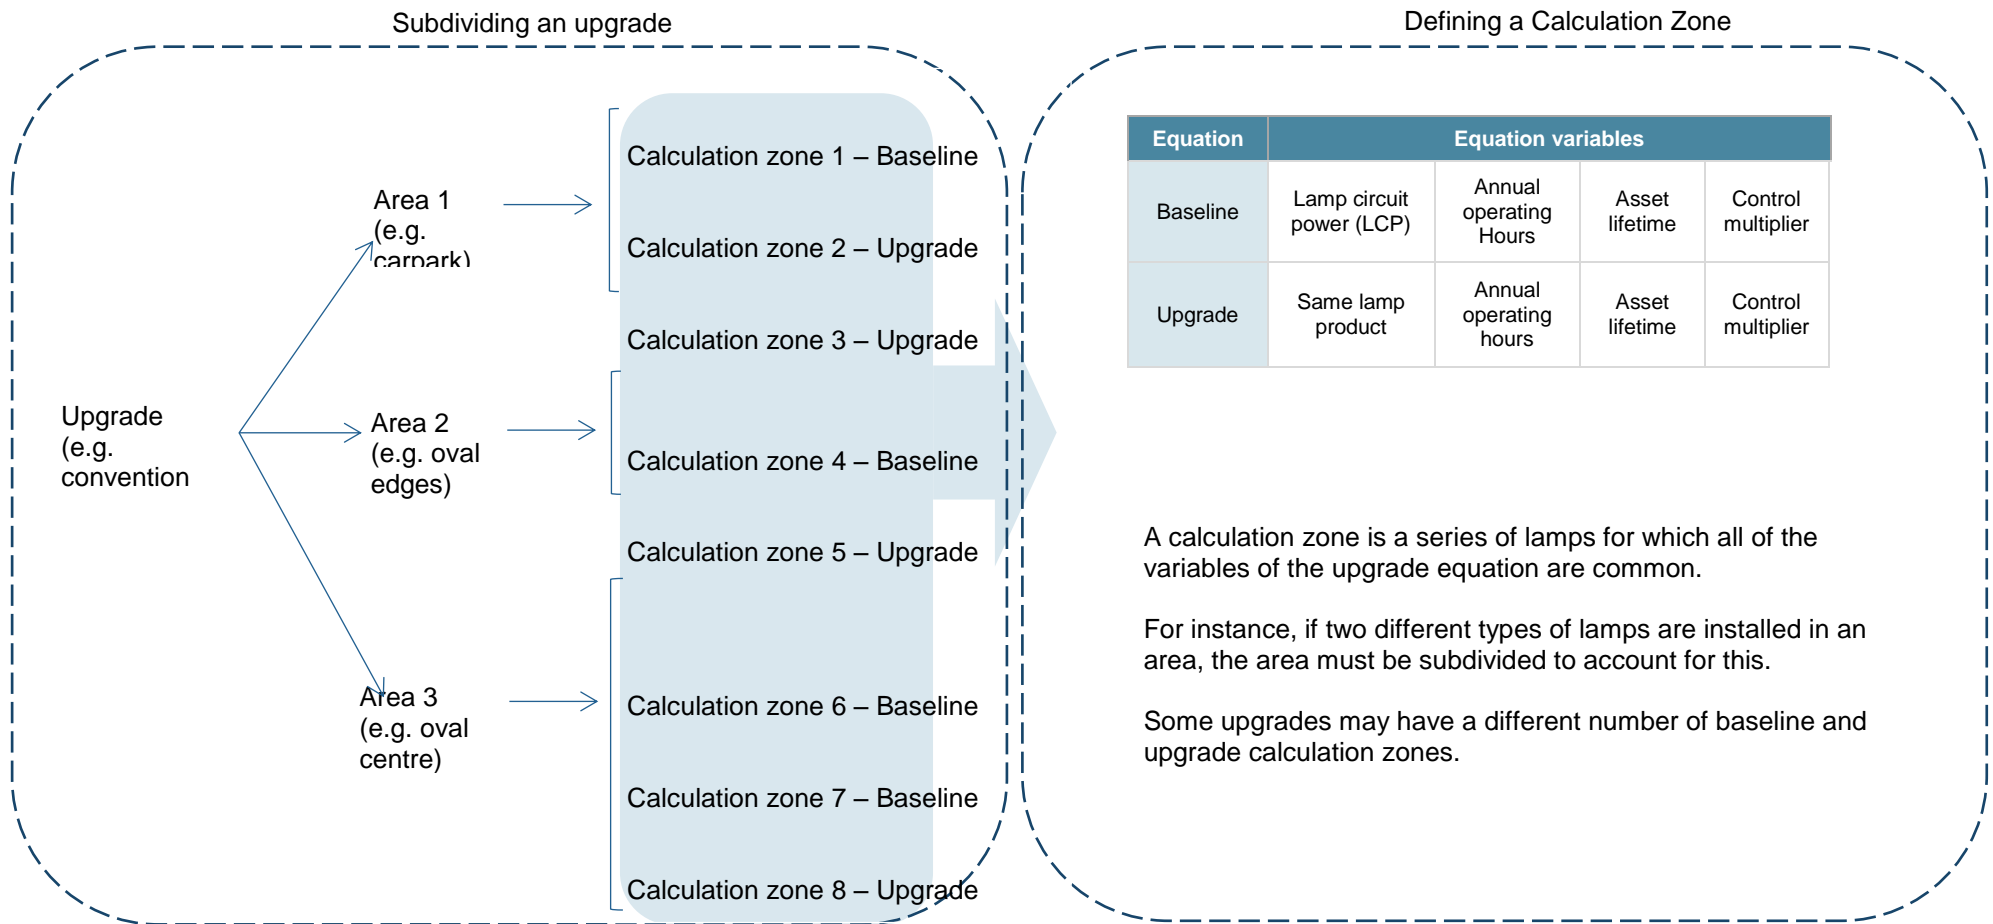 Subdividing an upgrade
Upgrade
(e.g.
convention
Area 1
(e.g.
carpark)
Area 2
(e.g. oval
edges)
Area 3
(e.g. oval
centre)
Calculation zone 1 – Baseline
Calculation zone 2 – Upgrade
Calculation zone 3 – Upgrade
Calculation zone 4 – Baseline
Calculation zone 5 – Upgrade
Calculation zone 6 – Baseline
Calculation zone 7 – Baseline
Calculation zone 8 – Upgrade
Defining a Calculation Zone
Equation
Equation variables
Baseline
Lamp circuit
power (LCP)
Annual
operating
Hours
Asset
lifetime
Control
multiplier
Upgrade
Same lamp
product
Annual
operating
hours
Asset
lifetime
Control
multiplier
A calculation zone is a series of lamps for which all of the
variables of the upgrade equation are common.
For instance, if two different types of lamps are installed in an
area, the area must be subdivided to account for this.
Some upgrades may have a different number of baseline and
upgrade calculation zones.